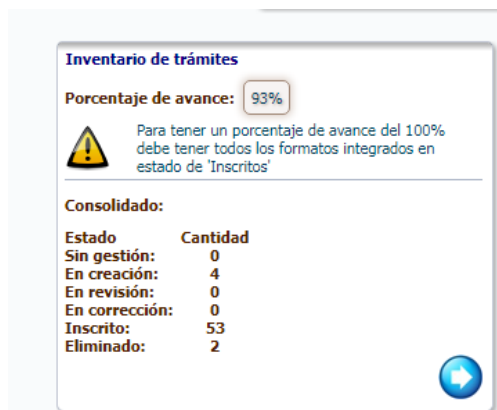 Inventario de trámites
Porcentaje de avance: 93%
Para tener un porcentaje de avance del 100%
debe tener todos los formatos integrados en
estado de 'Inscritos'
Consolidado:
Estado Cantidad
Sin gestión: 0
En creación: 4
En revisión: 0
En corrección: 0
Inscrito: 53
Eliminado: 2